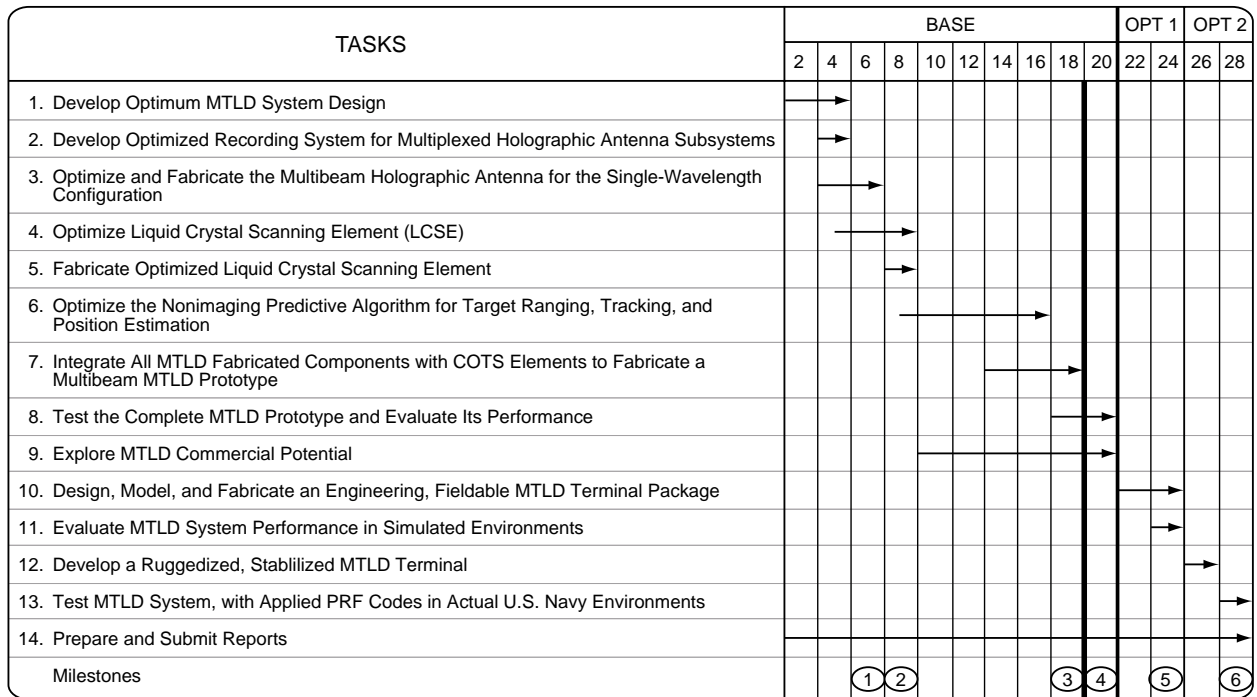 TASKS
BASE
OPT 1
OPT 2
2 4 6 8 10 12 14 16 18 20 22 24 26 28
1. Develop Optimum MTLD System Design
2. Develop Optimized Recording System for Multiplexed Holographic Antenna Subsystems
3. Optimize and Fabricate the Multibeam Holographic Antenna for the Single-Wavelength
Configuration
4. Optimize Liquid Crystal Scanning Element (LCSE)
5. Fabricate Optimized Liquid Crystal Scanning Element
6. Optimize the Nonimaging Predictive Algorithm for Target Ranging, Tracking, and
Position Estimation
7. Integrate All MTLD Fabricated Components with COTS Elements to Fabricate a
Multibeam MTLD Prototype
8. Test the Complete MTLD Prototype and Evaluate Its Performance
9. Explore MTLD Commercial Potential
10. Design, Model, and Fabricate an Engineering, Fieldable MTLD Terminal Package
11. Evaluate MTLD System Performance in Simulated Environments
12. Develop a Ruggedized, Stablilized MTLD Terminal
13. Test MTLD System, with Applied PRF Codes in Actual U.S. Navy Environments
14. Prepare and Submit Reports
Milestones 1 2 3 4 5 6